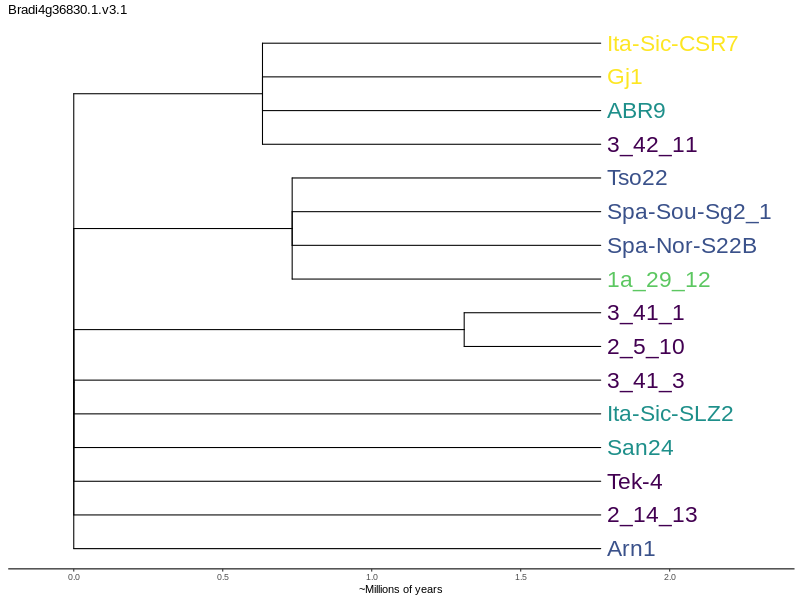 Bradi4g36830.1.v3.1
Ita-Sic-CSR7
Gj1
ABR9
3_42_11
Tso22
Spa-Sou-Sg2_1
Spa-Nor-S22B
1a_29_12
3_41_1
2_5_10
3_41_3
Ita-Sic-SLZ2
San24
Tek-4
2_14_13
Arn1
0.0 0.5 1.0 1.5 2.0
~Millions of years